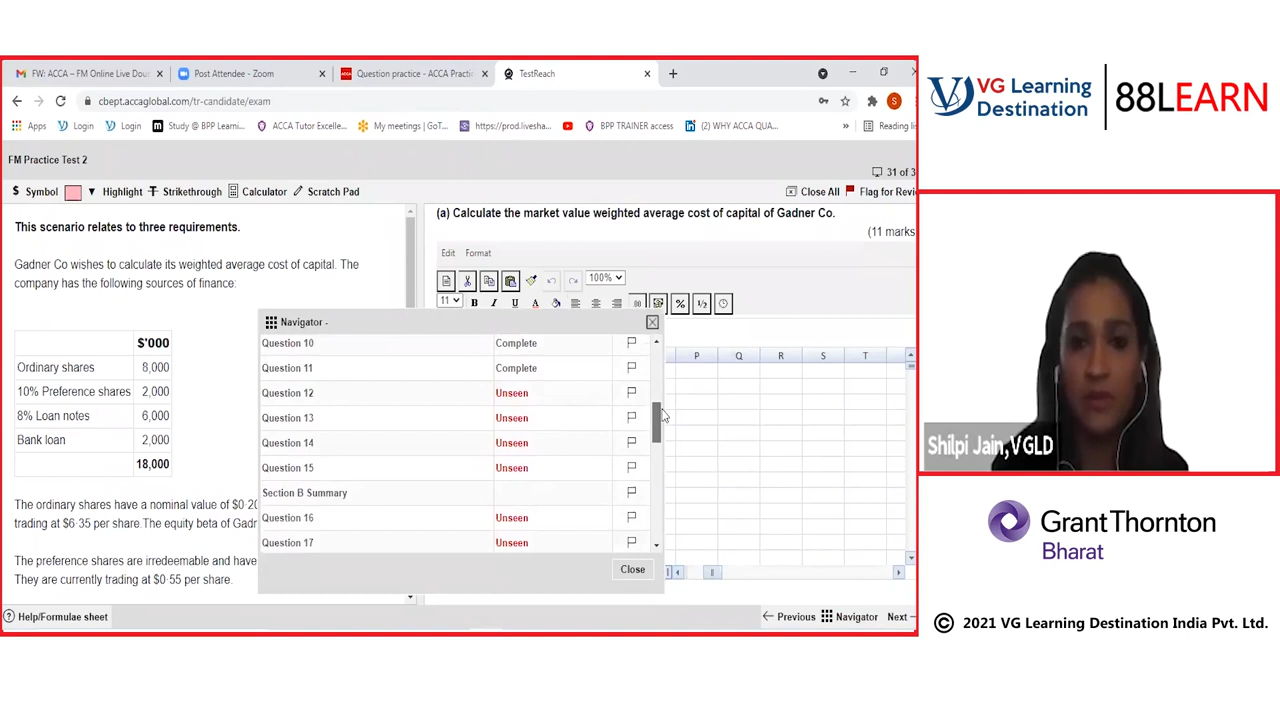 FW: ACCA – FM Online Live Dou
Post Attendee - Zoom
Question practice - ACCA Practic
TestReach
cbept.accaglobal.com/tr-candidate/exam
Apps
Login
Login
Study @ BPP Learni...
ACCA Tutor Excelle...
My meetings | GoT...
https://prod.livesha...
BPP TRAINER access
(2) WHY ACCA QUA...
»
Reading lis
FM Practice Test 2
31 of 3
$ Symbol
Highlight
Strikethrough
Calculator
Scratch Pad
Close All
Flag for Revie
This scenario relates to three requirements.
Gadner Co wishes to calculate its weighted average cost of capital. The
company has the following sources of finance:
$'000
Ordinary shares 8,000
10% Preference shares 2,000
8% Loan notes 6,000
Bank loan 2,000
18,000
The ordinary shares have a nominal value of $0·20
trading at $6·35 per share. The equity beta of Gadr
The preference shares are irredeemable and have
They are currently trading at $0·55 per share.
(a) Calculate the market value weighted average cost of capital of Gadner Co.
(11 marks
Edit Format
100%
11 B I U A .00 % ½
P Q R S T
Navigator -
Question 10 Complete
Question 11 Complete
Question 12 Unseen
Question 13 Unseen
Question 14 Unseen
Question 15 Unseen
Section B Summary
Question 16 Unseen
Question 17 Unseen
Close
Help/Formulae sheet
Previous
Navigator
Next
VG Learning
Destination
88LEARN
Shilpi Jain,VGLD
Grant Thornton
Bharat
© 2021 VG Learning Destination India Pvt. Ltd.